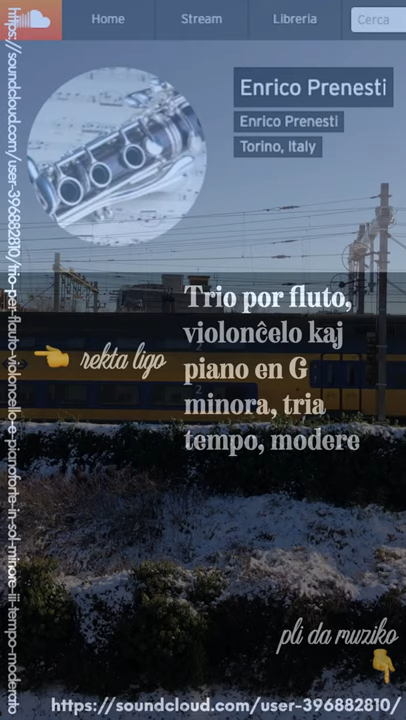 Home
Stream
Libreria
Cerca
Enrico Prenesti
Enrico Prenesti
Torino, Italy
Trio por fluto,
violonĉelo kaj
piano en G
minora, tria
tempo, modere
rekta ligo
pli da muziko
https://soundcloud.com/user-396882810/
https://soundcloud.com/user-396882810/trio-per-flauto-violoncello-e-pianoforte-in-sol-minore-iii-tempo-moderato